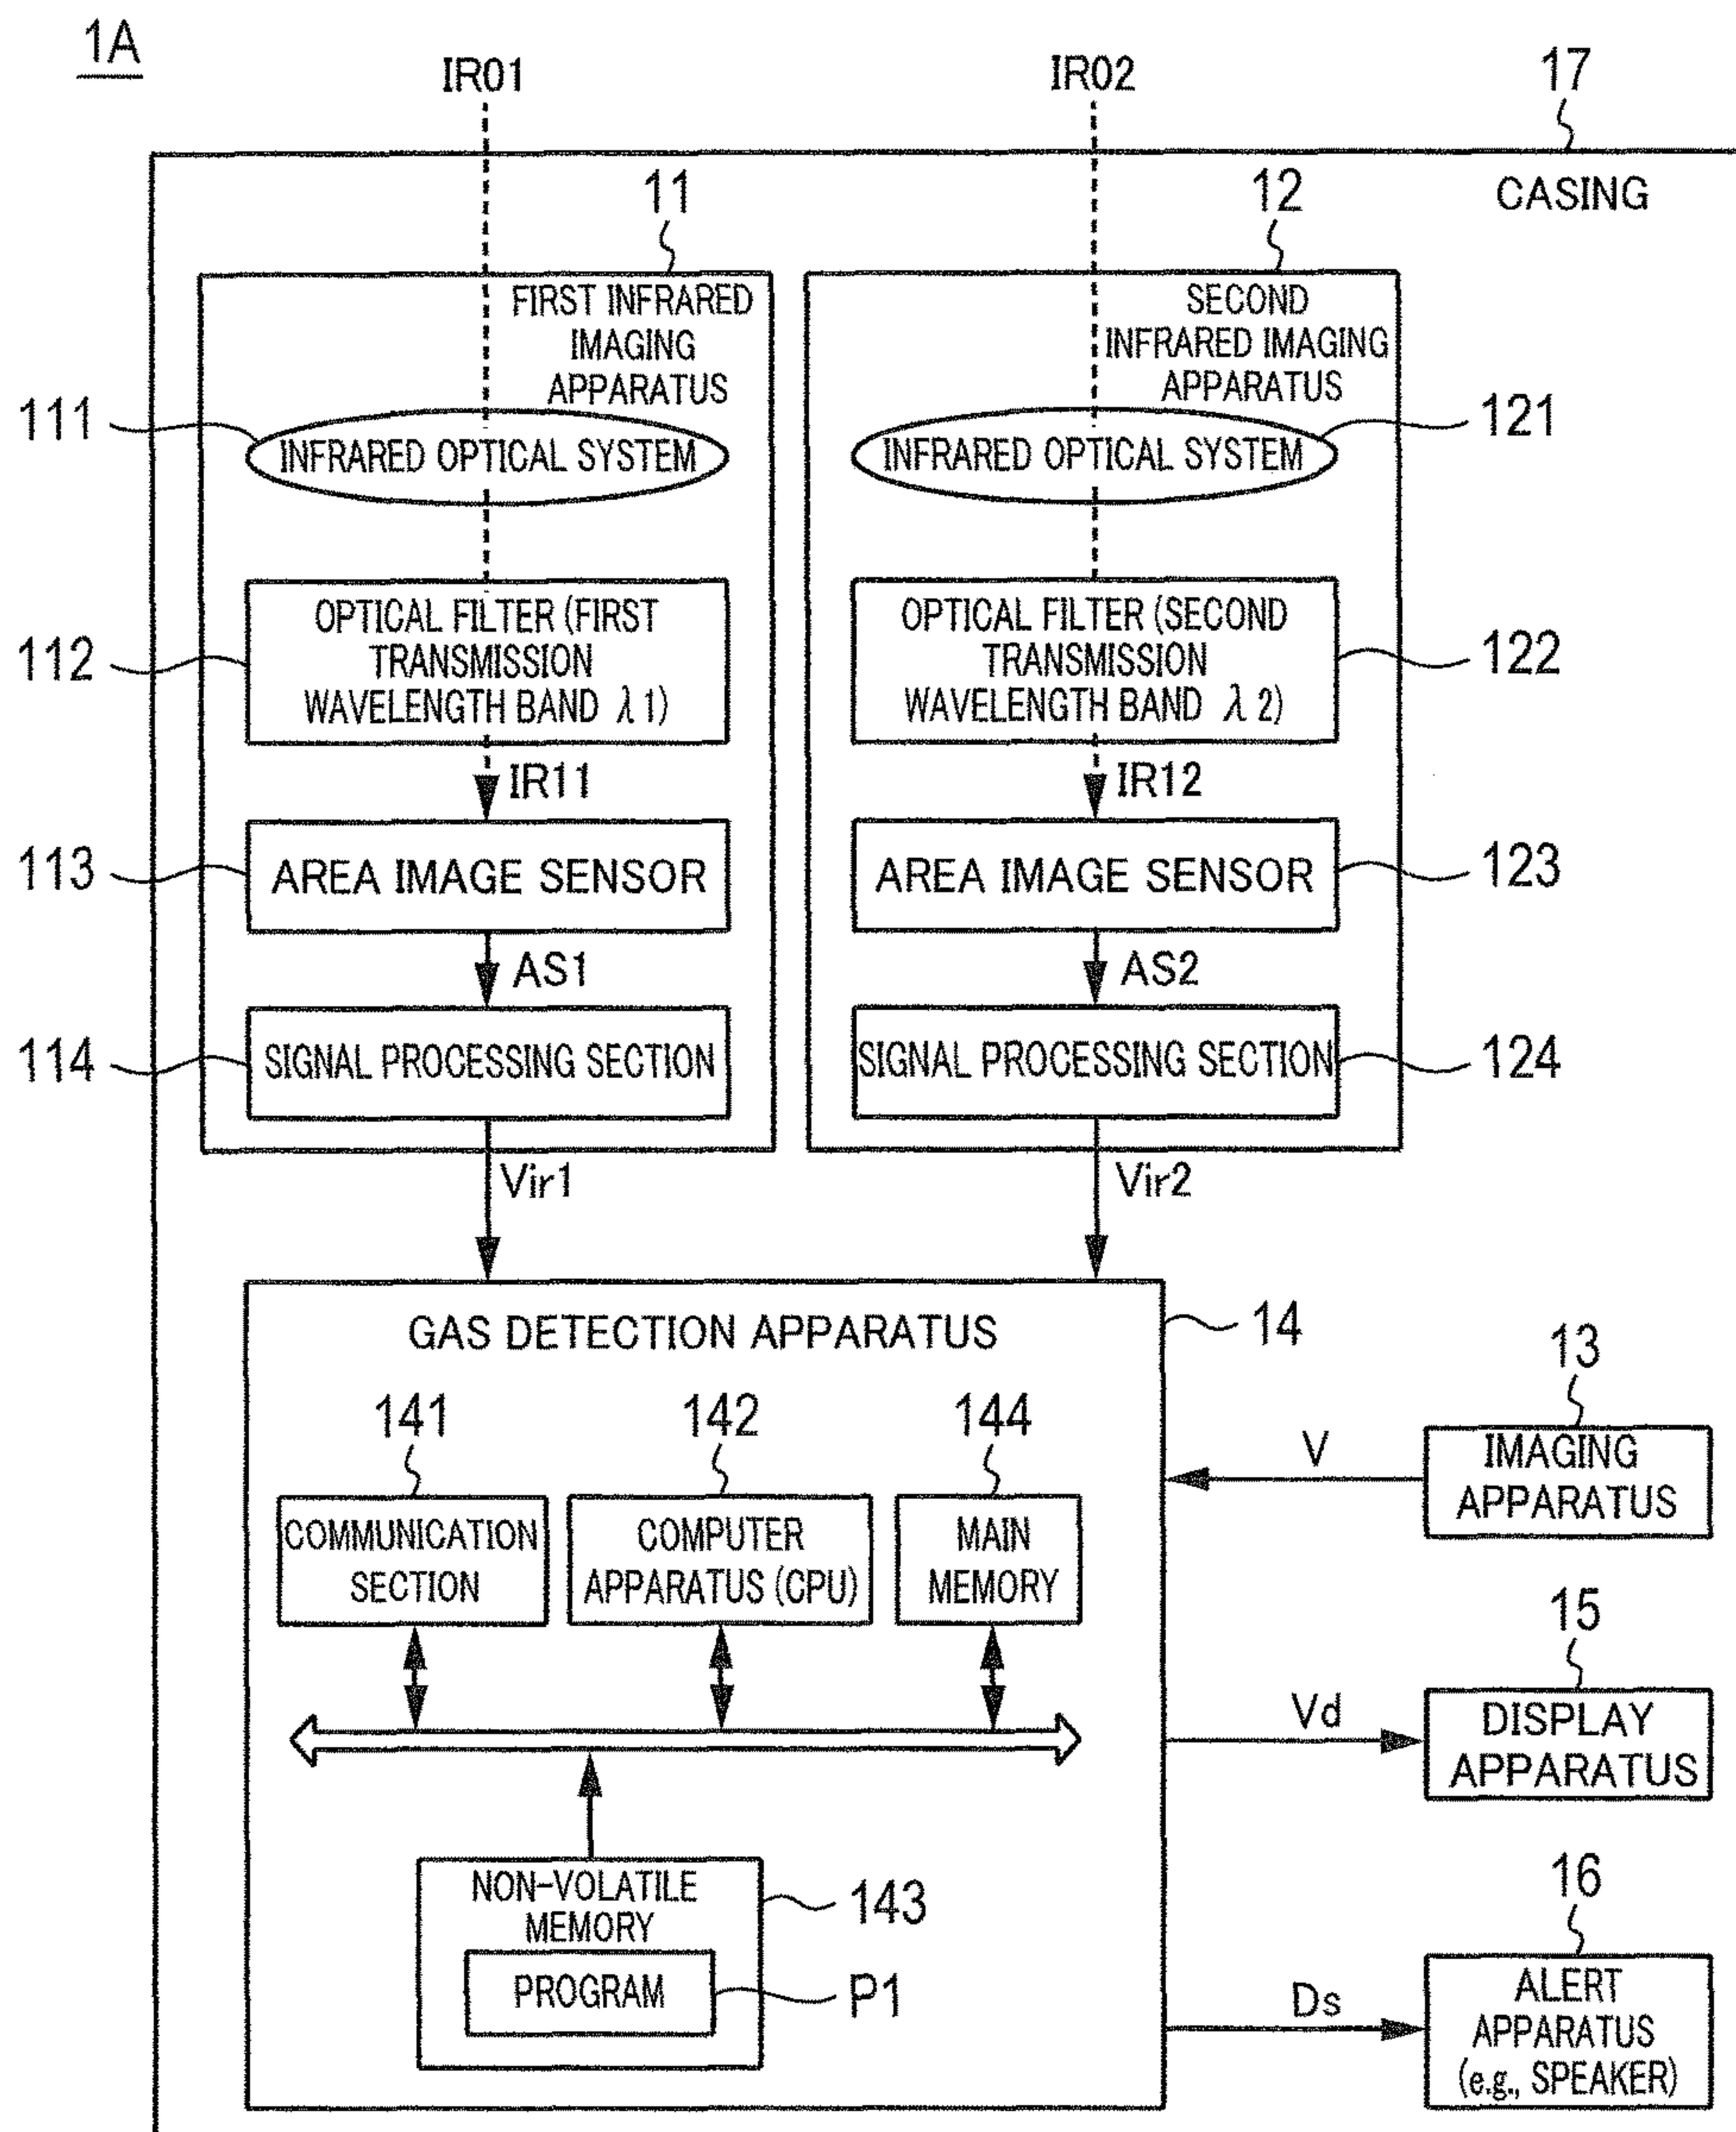 1A
IR01
IR02
17
CASING
11
12
FIRST INFRARED
IMAGING
APPARATUS
SECOND
INFRARED IMAGING
APPARATUS
111
INFRARED OPTICAL SYSTEM
INFRARED OPTICAL SYSTEM
121
112
OPTICAL FILTER (FIRST
TRANSMISSION
WAVELENGTH BAND λ1)
OPTICAL FILTER (SECOND
TRANSMISSION
WAVELENGTH BAND λ2)
122
IR11
IR12
113
AREA IMAGE SENSOR
AREA IMAGE SENSOR
123
AS1
AS2
114
SIGNAL PROCESSING SECTION
SIGNAL PROCESSING SECTION
124
Vir1
Vir2
GAS DETECTION APPARATUS
14
141
142
144
COMMUNICATION
SECTION
COMPUTER
APPARATUS (CPU)
MAIN
MEMORY
13
V
IMAGING
APPARATUS
15
Vd
DISPLAY
APPARATUS
NON-VOLATILE
MEMORY
143
PROGRAM
P1
16
Ds
ALERT
APPARATUS
(e.g., SPEAKER)